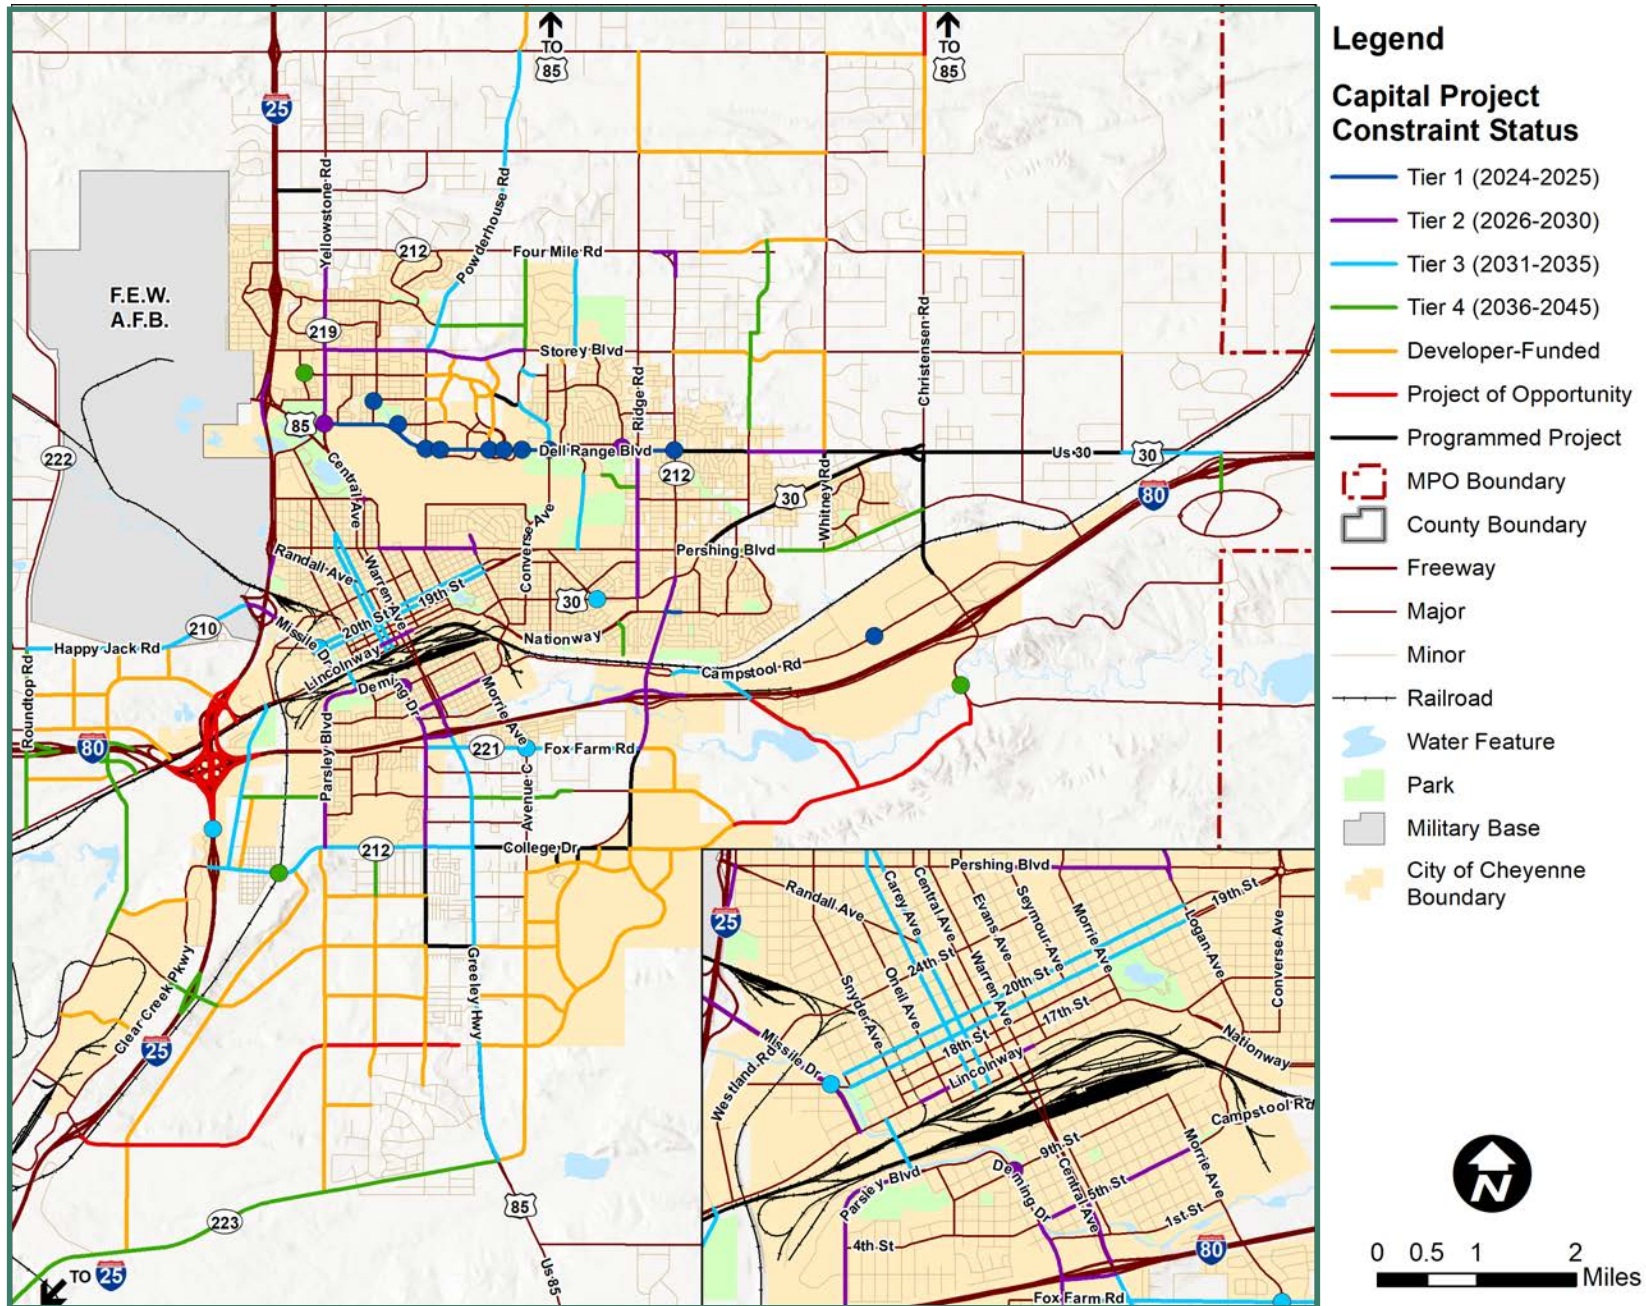 TO
85
TO
85
25
Yellowstone Rd
Powderhouse Rd
212
Four Mile Rd
F.E.W.
A.F.B.
219
Storey Blvd
Ridge Rd
Christensen Rd
85
222
Dell Range Blvd
212
Us 30
30
80
Central Ave
30
Whitney Rd
Converse Ave
Pershing Blvd
Randall Ave
Warren Ave
19th St
30
20th St
210
Missile Dr
Nationway
Happy Jack Rd
Lincolnway
Campstool Rd
Deming Dr
Morrie Ave
Roundtop Rd
80
Parsley Blvd
221
Fox Farm Rd
Avenue C
212
College Dr
Clear Creek Pkwy
Greeley Hwy
25
223
85
Us 85
TO
25
Pershing Blvd
Randall Ave
Carey Ave
Central Ave
Evans Ave
Seymour Ave
Morrie Ave
19th St
Logan Ave
Converse Ave
25
24th St
Snyder Ave
Oneil Ave
Warren Ave
20th St
17th St
18th St
Missile Dr
Westland Rd
Lincolnway
Nationway
Campstool Rd
9th St
Parsley Blvd
Deming Dr
Central Ave
5th St
Morrie Ave
1st St
4th St
80
Fox Farm Rd
Legend
Capital Project
Constraint Status
Tier 1 (2024-2025)
Tier 2 (2026-2030)
Tier 3 (2031-2035)
Tier 4 (2036-2045)
Developer-Funded
Project of Opportunity
Programmed Project
MPO Boundary
County Boundary
Freeway
Major
Minor
Railroad
Water Feature
Park
Military Base
City of Cheyenne
Boundary
N
0 0.5 1 2
Miles